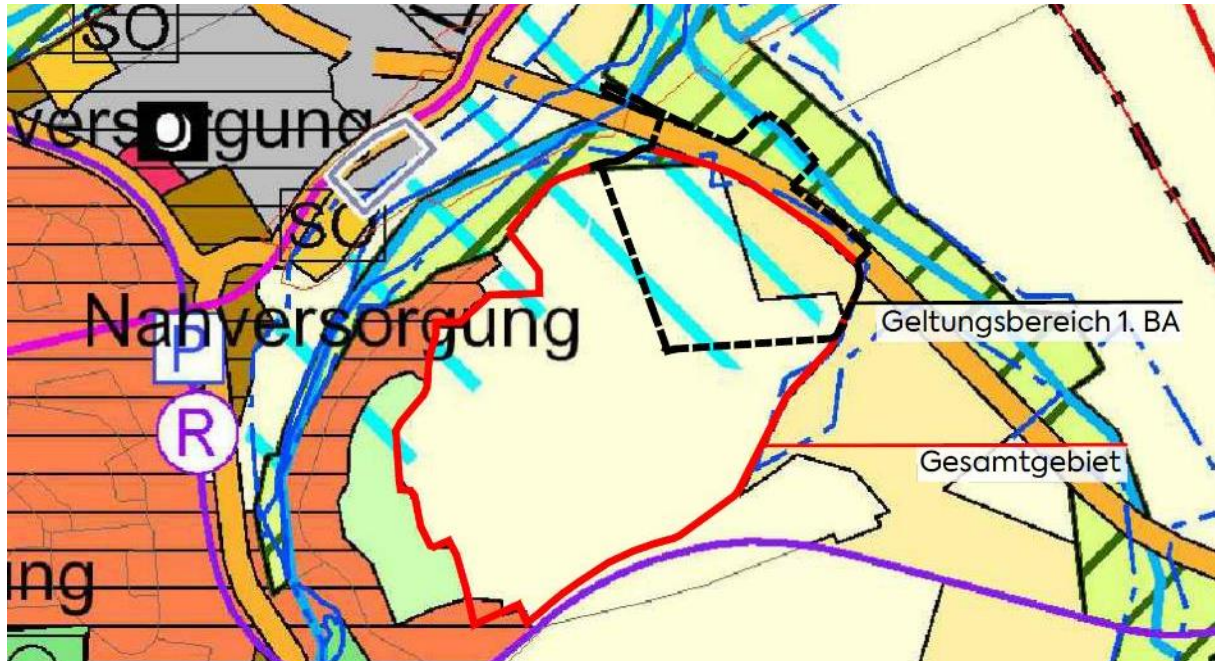 SO
versorgung
SO
Nahversorgung
P
R
Geltungsbereich 1. BA
Gesamtgebiet
ung